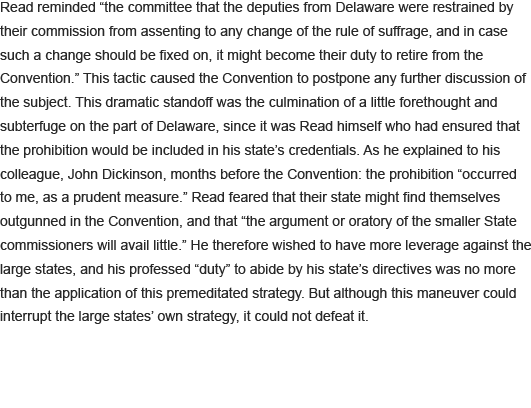 Read reminded “the committee that the deputies from Delaware were restrained by
their commission from assenting to any change of the rule of suffrage, and in case
such a change should be fixed on, it might become their duty to retire from the
Convention.” This tactic caused the Convention to postpone any further discussion of
the subject. This dramatic standoff was the culmination of a little forethought and
subterfuge on the part of Delaware, since it was Read himself who had ensured that
the prohibition would be included in his state’s credentials. As he explained to his
colleague, John Dickinson, months before the Convention: the prohibition “occurred
to me, as a prudent measure.” Read feared that their state might find themselves
outgunned in the Convention, and that “the argument or oratory of the smaller State
commissioners will avail little.” He therefore wished to have more leverage against the
large states, and his professed “duty” to abide by his state’s directives was no more
than the application of this premeditated strategy. But although this maneuver could
interrupt the large states’ own strategy, it could not defeat it.